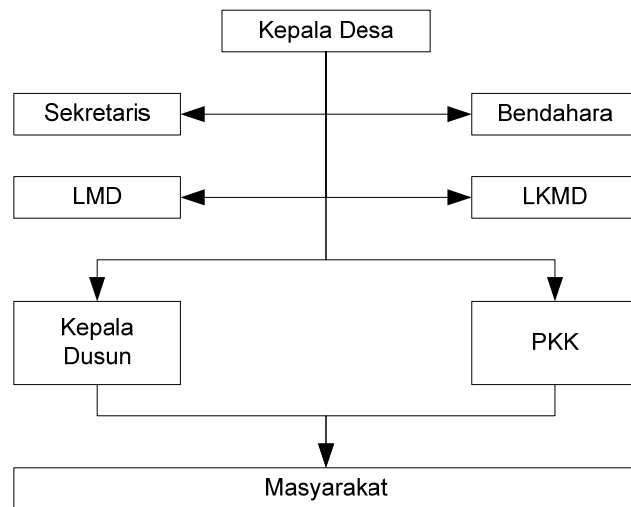 Kepala Desa
Sekretaris
Bendahara
LMD
LKMD
Kepala
Dusun
PKK
Masyarakat